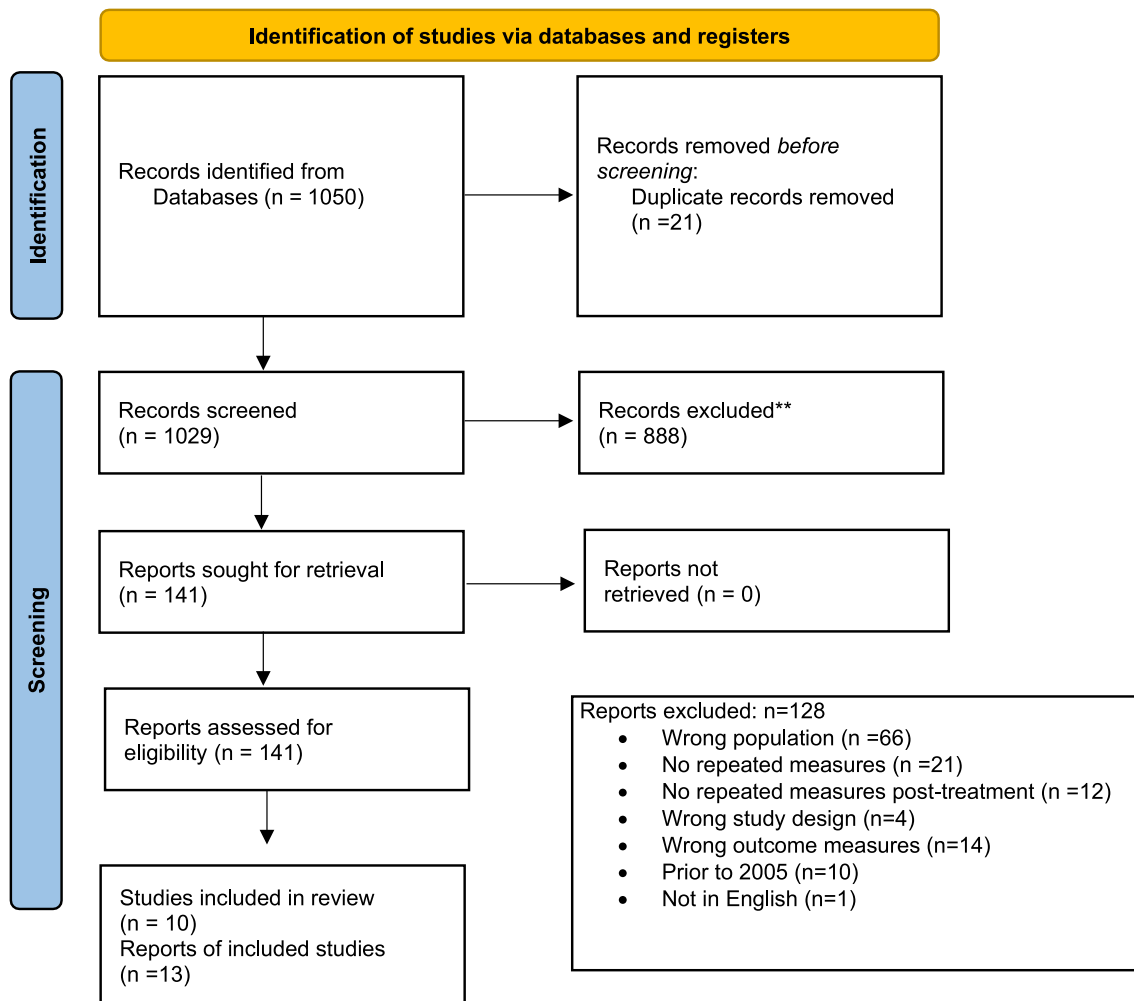 Identification of studies via databases and registers
Identification
Records identified from
Databases (n = 1050)
Records removed before
screening:
Duplicate records removed
(n =21)
Screening
Records screened
(n = 1029)
Records excluded**
(n = 888)
Reports sought for retrieval
(n = 141)
Reports not
retrieved (n = 0)
Reports assessed for
eligibility (n = 141)
Reports excluded: n=128
• Wrong population (n =66)
• No repeated measures (n =21)
• No repeated measures post-treatment (n =12)
• Wrong study design (n=4)
• Wrong outcome measures (n=14)
• Prior to 2005 (n=10)
• Not in English (n=1)
Studies included in review
(n = 10)
Reports of included studies
(n =13)